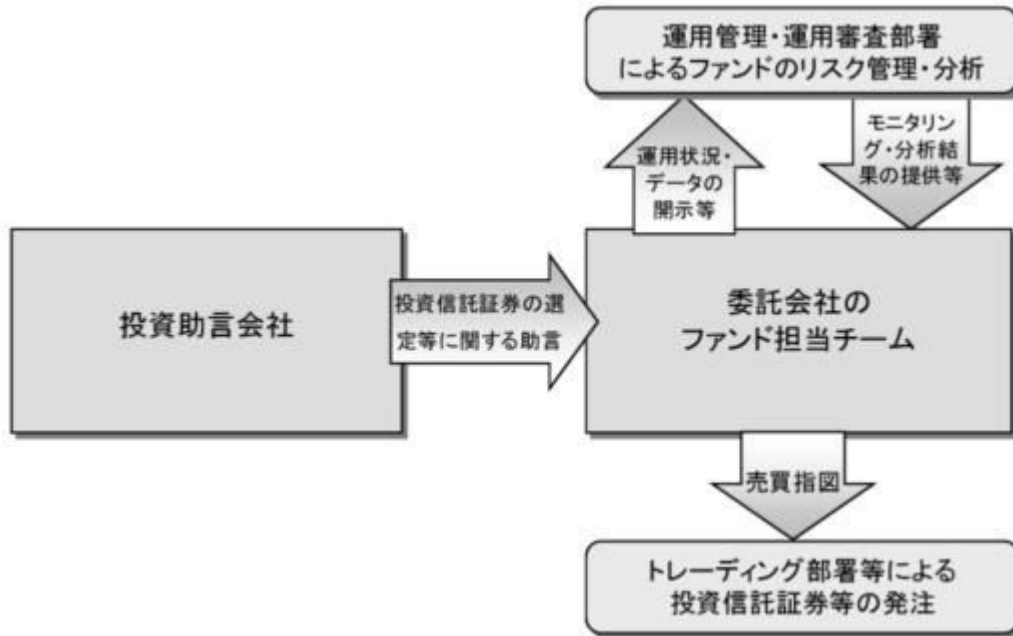 運用管理・運用審査部署
によるファンドのリスク管理・分析
運用状況・
データの
開示等
モニタリン
グ・分析結
果の提供等
投資助言会社
投資信託証券の選
定等に関する助言
委託会社の
ファンド担当チーム
売買指図
トレーディング部署等による
投資信託証券等の発注